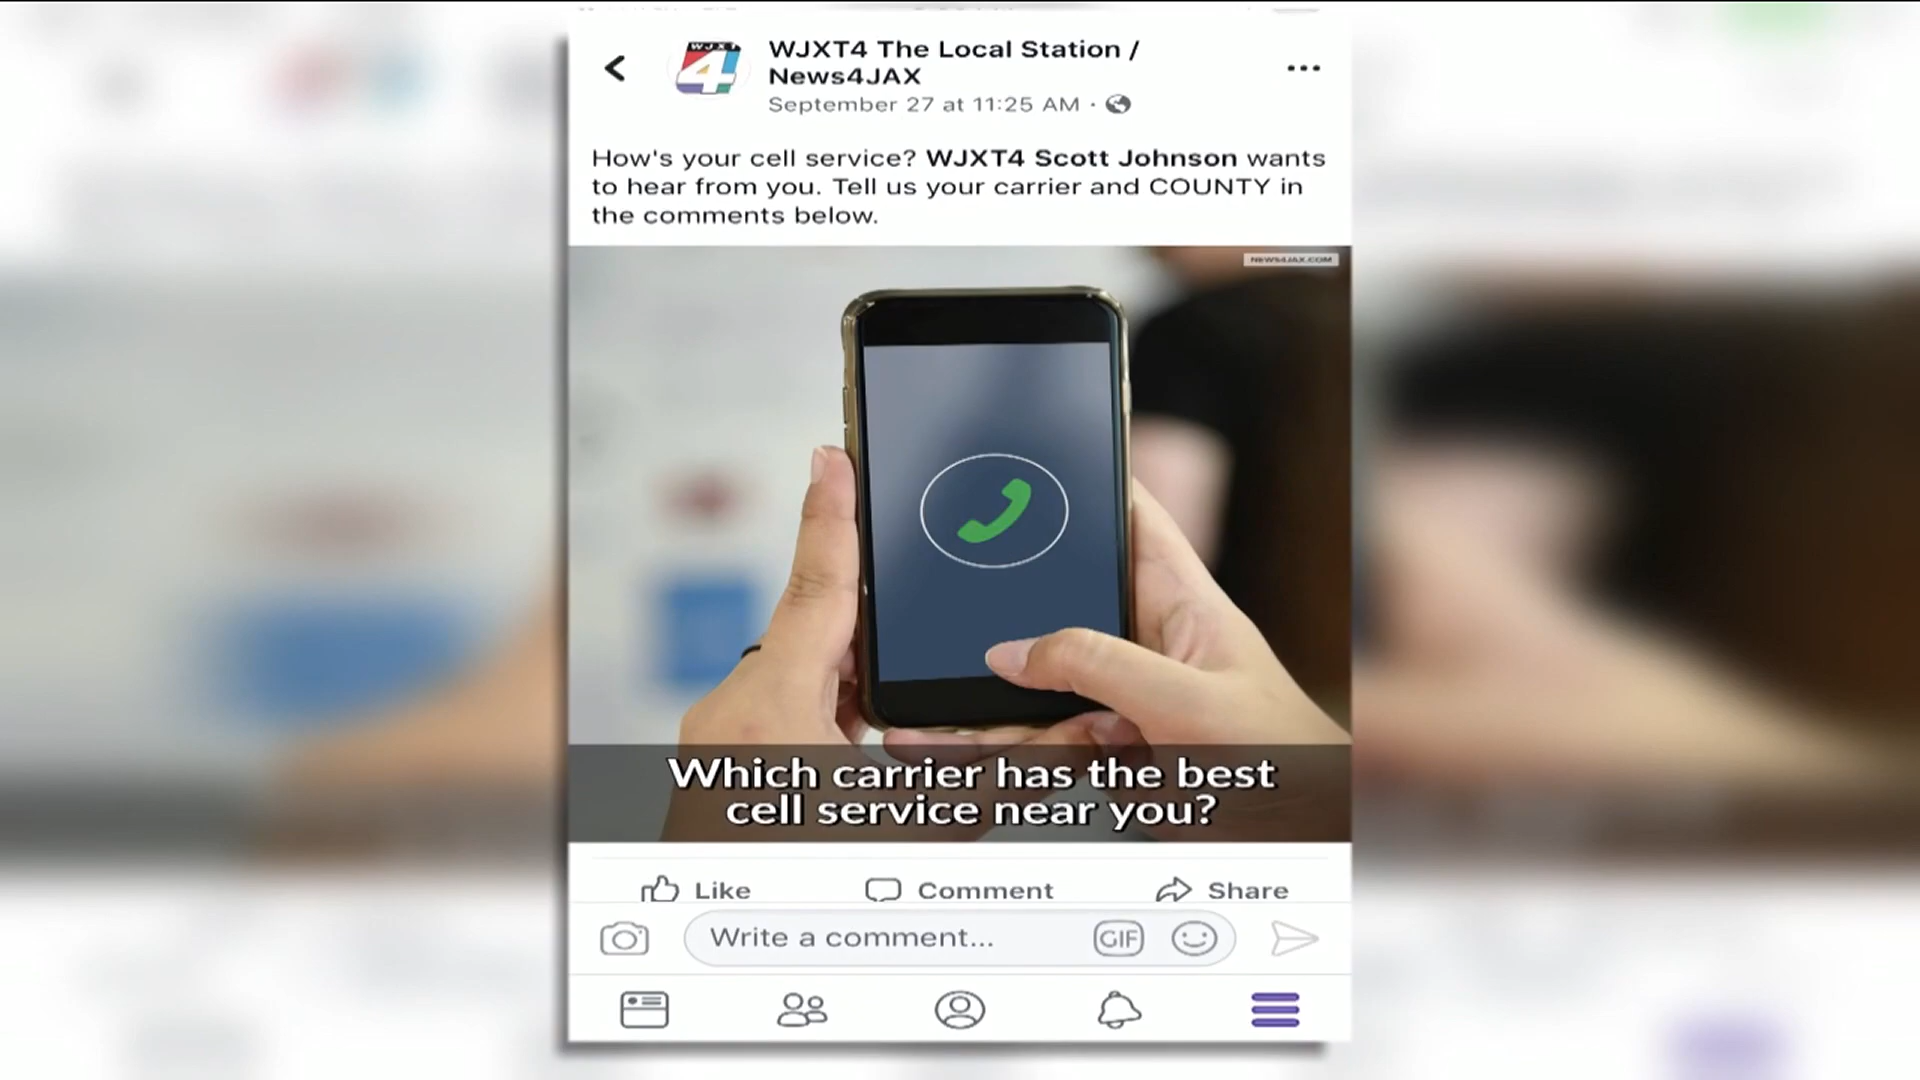 WJXT4 The Local Station /
News4JAX
September 27 at 11:25 AM ·
How's your cell service? WJXT4 Scott Johnson wants
to hear from you. Tell us your carrier and COUNTY in
the comments below.
WJXT
4
NEWS4JAX.COM
Which carrier has the best
cell service near you?
Like
Comment
Share
Write a comment...
GIF